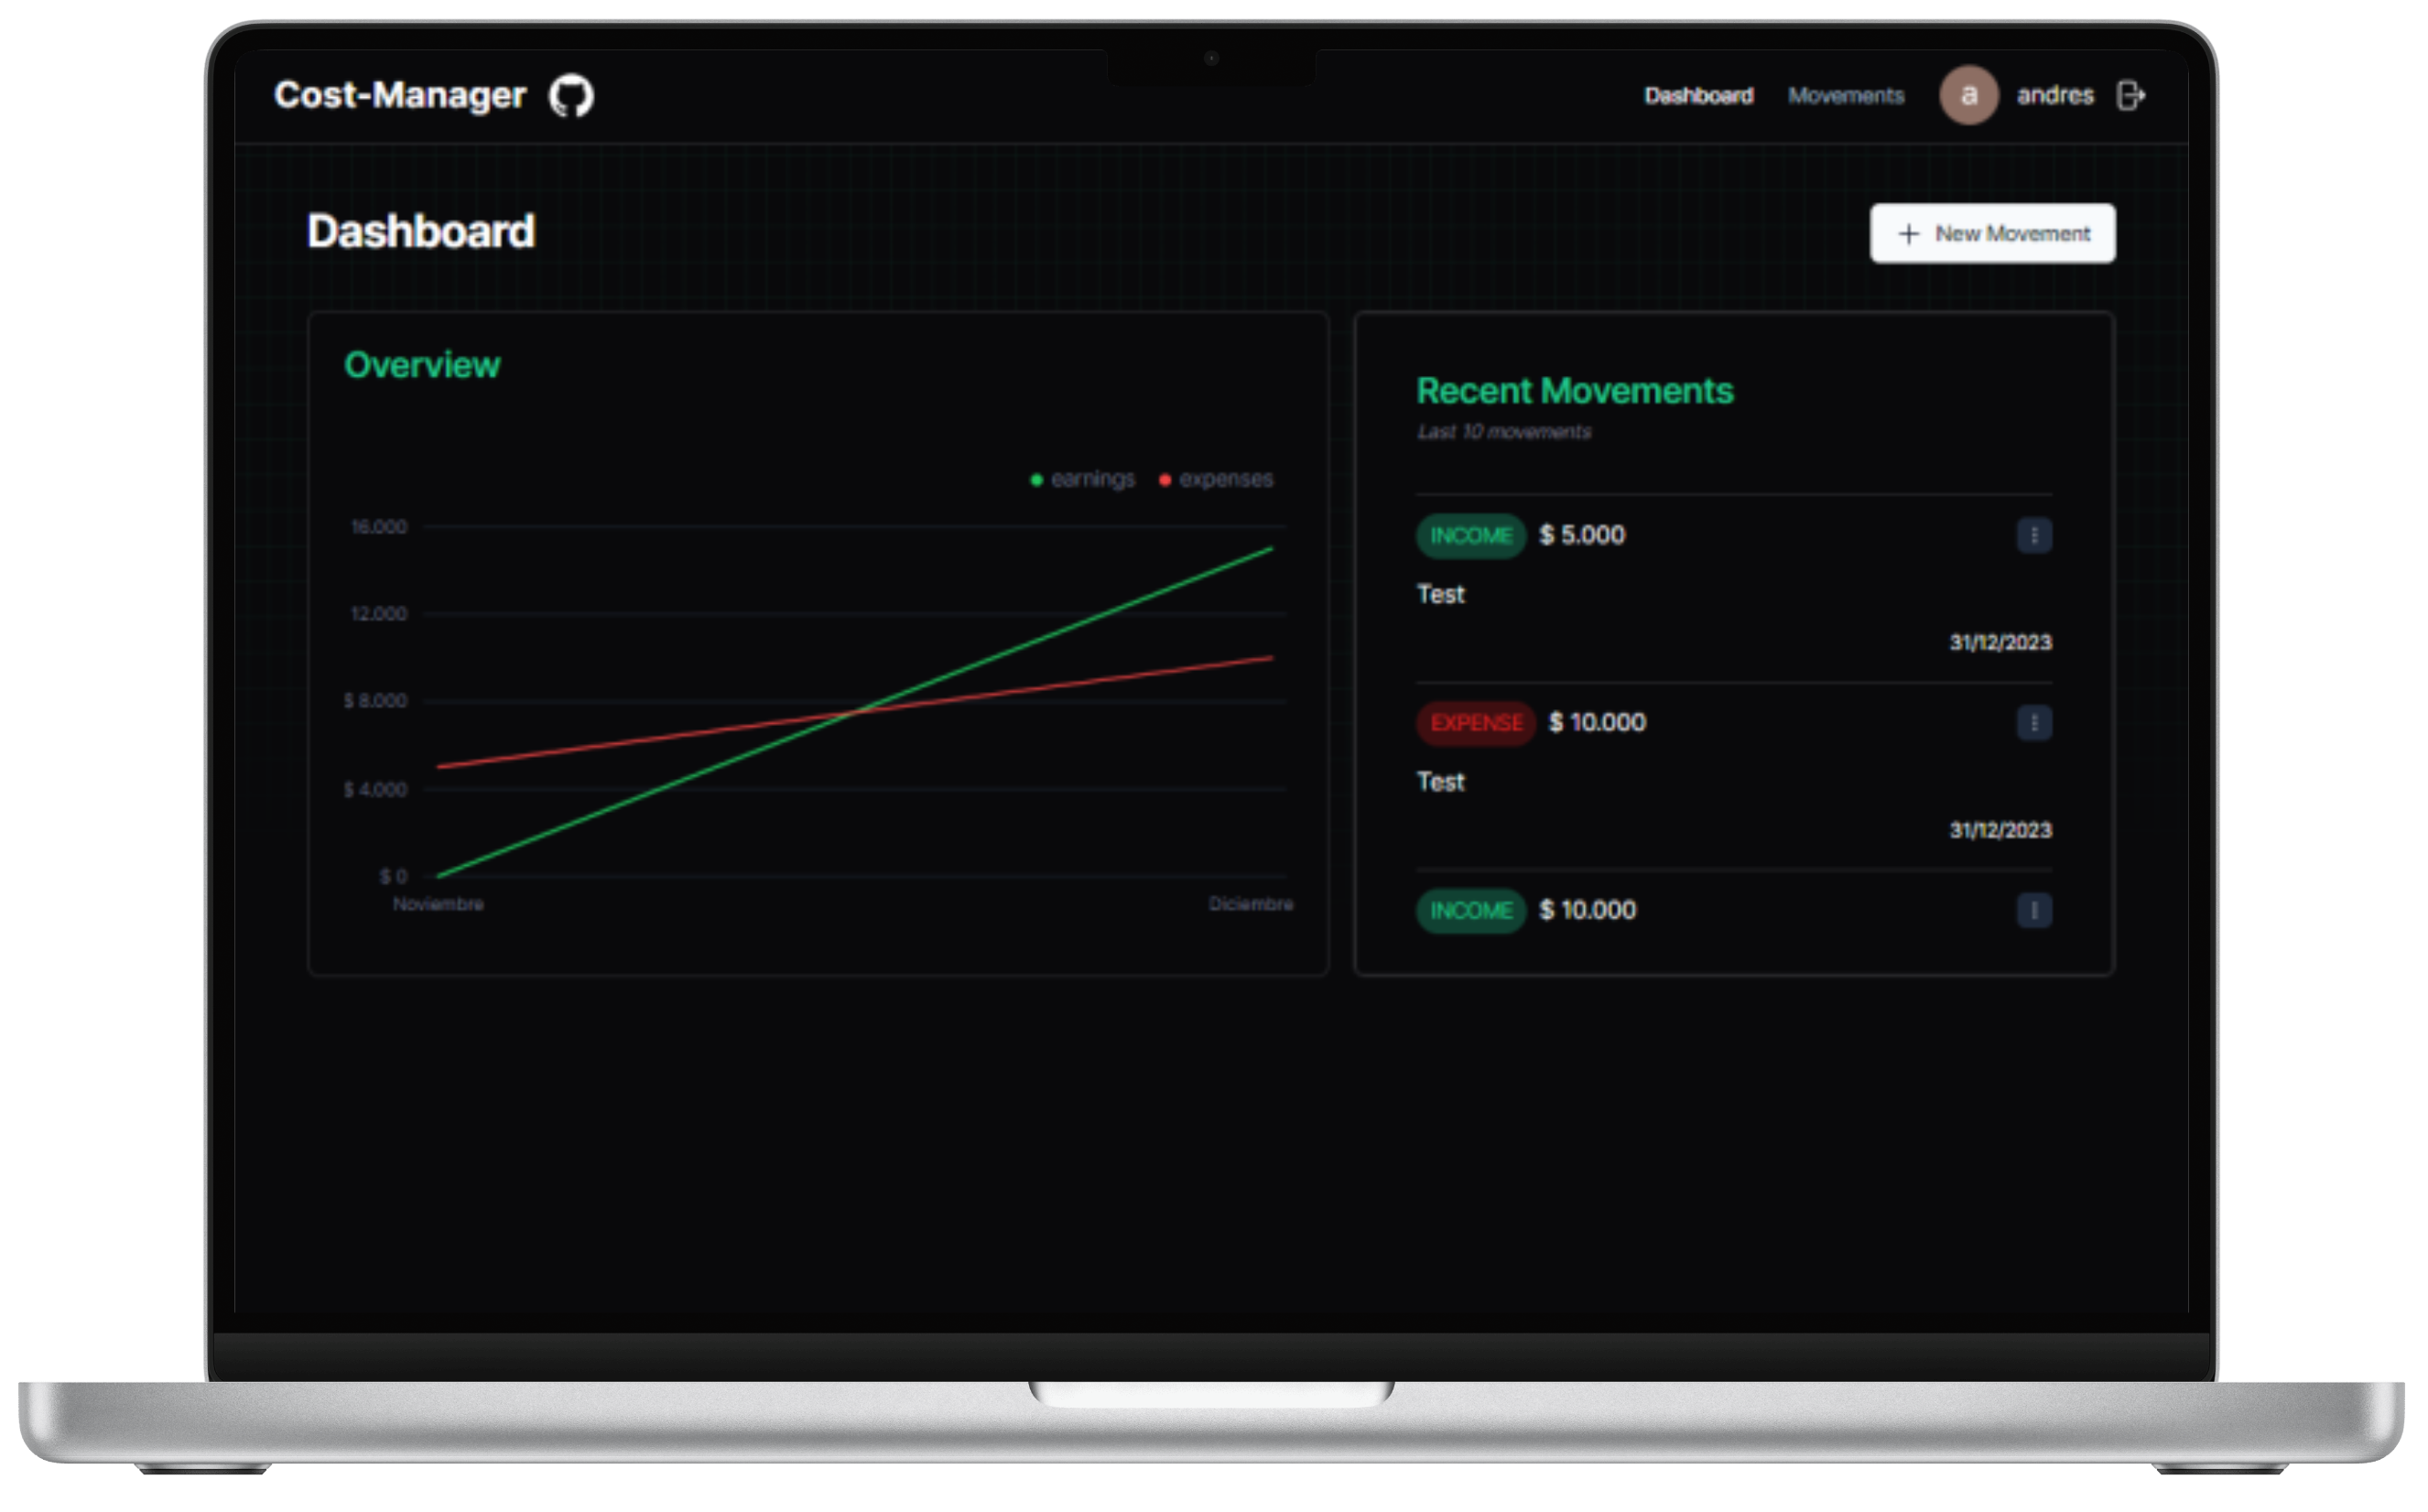 Cost-Manager
Dashboard Movements a andres
Dashboard
+ New Movement
Overview
earnings expenses
16.000
12.000
$ 8.000
$ 4.000
$ 0
Noviembre Diciembre
Recent Movements
Last 10 movements
INCOME $ 5.000
Test
31/12/2023
EXPENSE $ 10.000
Test
31/12/2023
INCOME $ 10.000